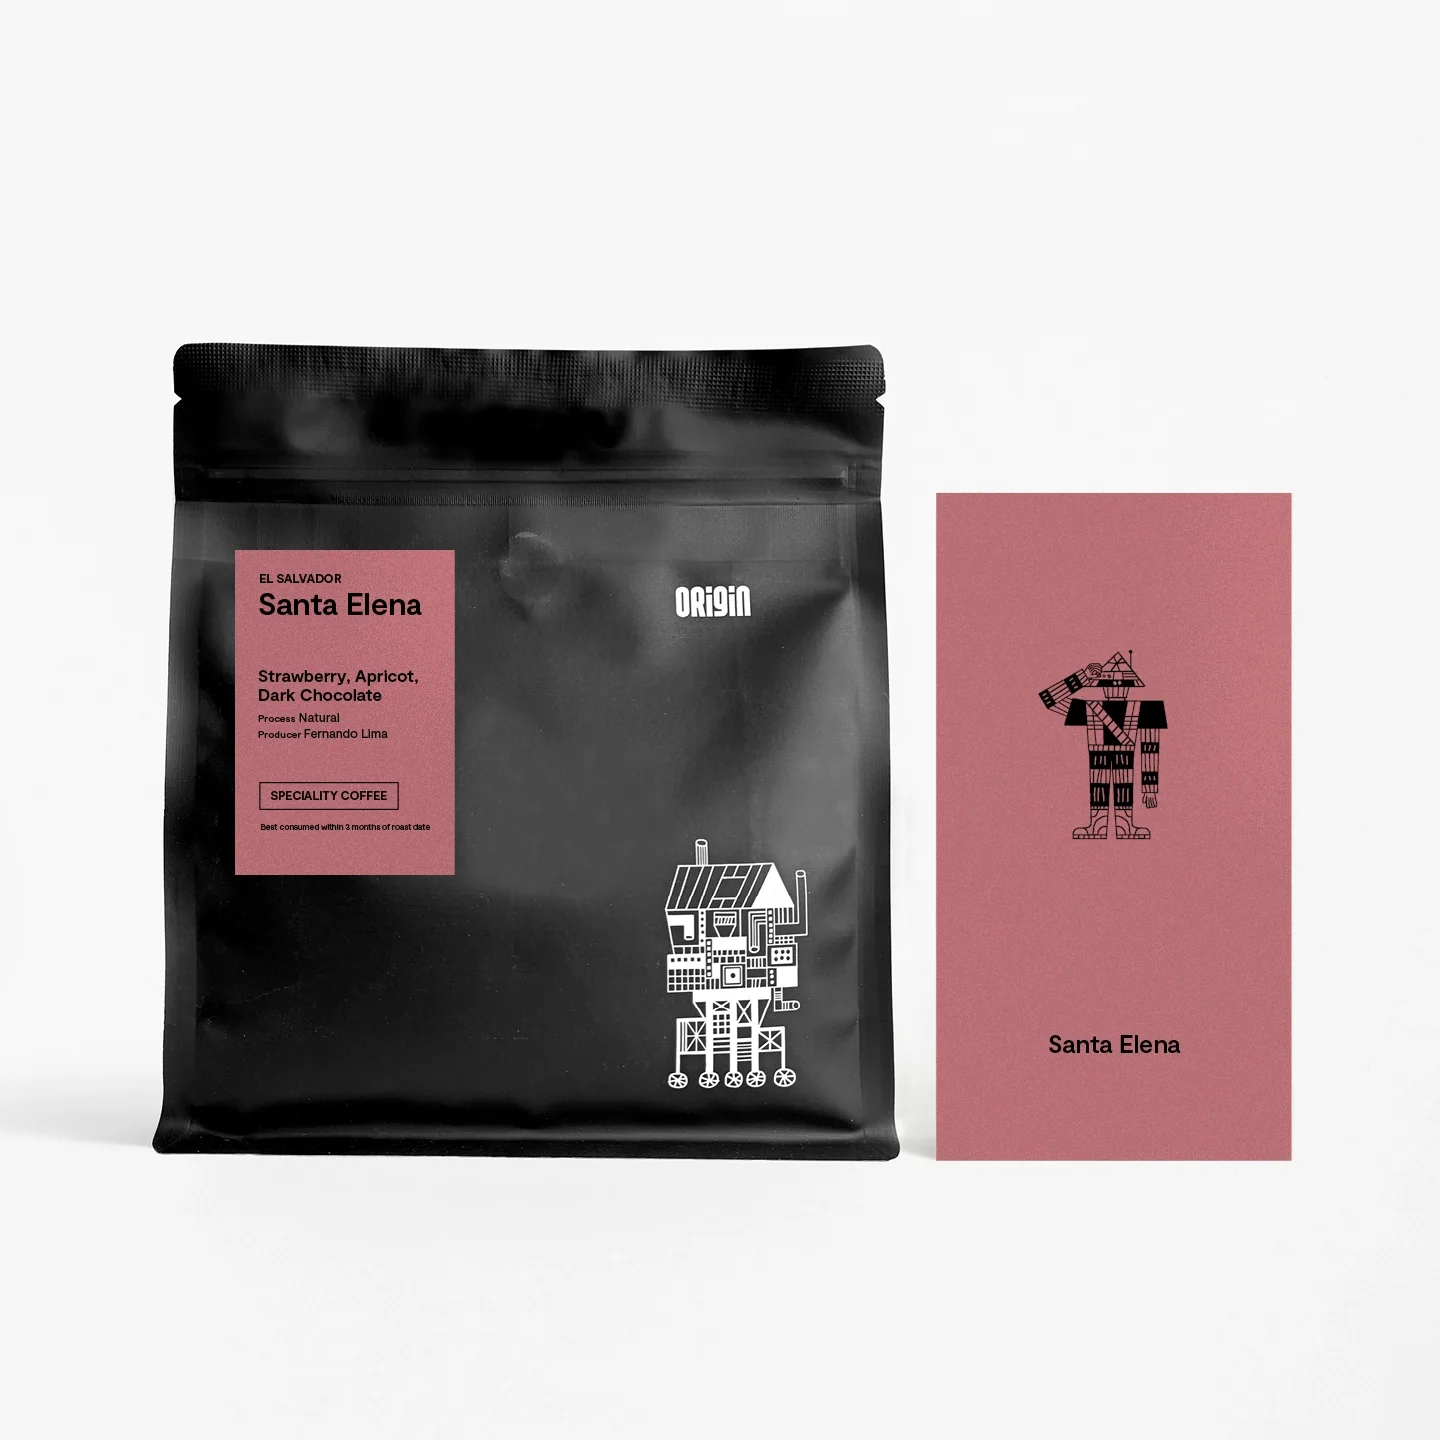 EL SALVADOR
Santa Elena
Strawberry, Apricot,
Dark Chocolate
Process Natural
Producer Fernando Lima
SPECIALITY COFFEE
Best consumed within 3 months of roast date
ORiGiN
Santa Elena